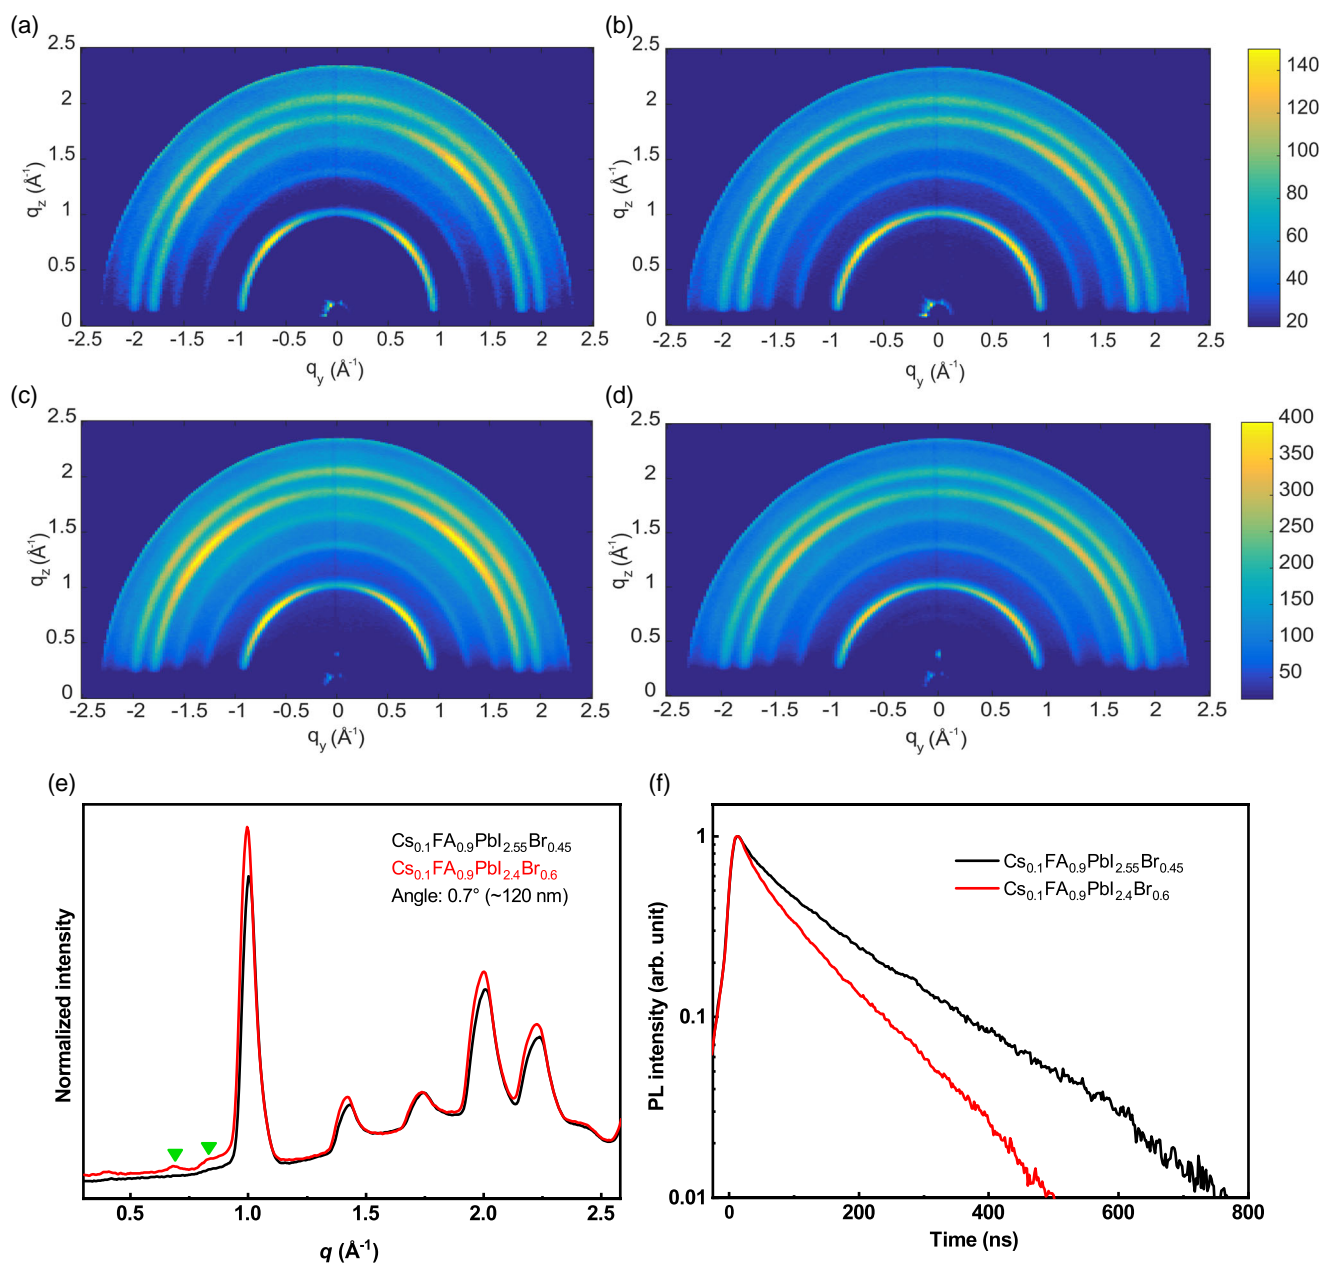 (a)
(b)
2.5
2
1.5
1
0.5
0
q_z (Å⁻¹)
-2.5 -2 -1.5 -1 -0.5 0 0.5 1 1.5 2 2.5
q_y (Å⁻¹)
2.5
2
1.5
1
0.5
0
q_z (Å⁻¹)
-2.5 -2 -1.5 -1 -0.5 0 0.5 1 1.5 2 2.5
q_y (Å⁻¹)
140
120
100
80
60
40
20
(c)
(d)
2.5
2
1.5
1
0.5
0
q_z (Å⁻¹)
-2.5 -2 -1.5 -1 -0.5 0 0.5 1 1.5 2 2.5
q_y (Å⁻¹)
2.5
2
1.5
1
0.5
0
q_z (Å⁻¹)
-2.5 -2 -1.5 -1 -0.5 0 0.5 1 1.5 2 2.5
q_y (Å⁻¹)
400
350
300
250
200
150
100
50
(e)
Normalized intensity
Cs₀.₁FA₀.₉PbI₂.₅₅Br₀.₄₅
Cs₀.₁FA₀.₉PbI₂.₄Br₀.₆
Angle: 0.7° (~120 nm)
0.5 1.0 1.5 2.0 2.5
q (Å⁻¹)
(f)
PL intensity (arb. unit)
1
0.1
0.01
Cs₀.₁FA₀.₉PbI₂.₅₅Br₀.₄₅
Cs₀.₁FA₀.₉PbI₂.₄Br₀.₆
0 200 400 600 800
Time (ns)